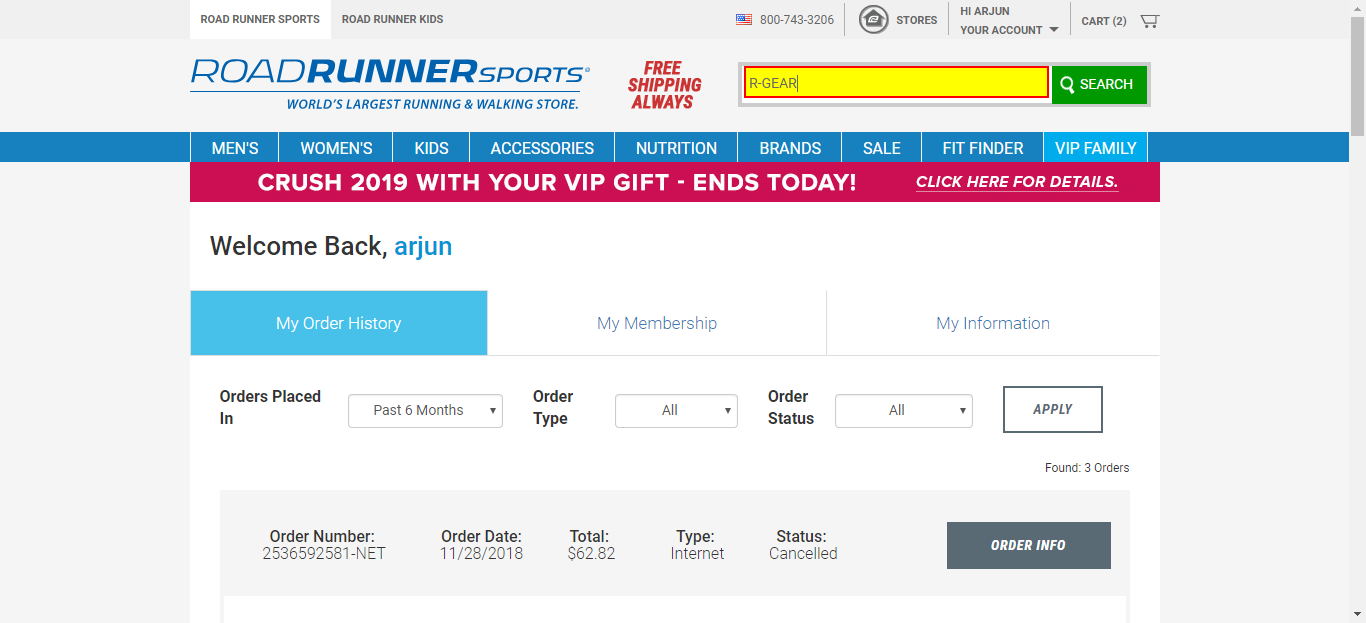 ROAD RUNNER SPORTS
ROAD RUNNER KIDS
800-743-3206
STORES
HI ARJUN
YOUR ACCOUNT
CART (2)
ROADRUNNERSPORTS
WORLD'S LARGEST RUNNING & WALKING STORE.
FREE
SHIPPING
ALWAYS
R-GEAR
SEARCH
MEN'S
WOMEN'S
KIDS
ACCESSORIES
NUTRITION
BRANDS
SALE
FIT FINDER
VIP FAMILY
CRUSH 2019 WITH YOUR VIP GIFT - ENDS TODAY!
CLICK HERE FOR DETAILS.
Welcome Back, arjun
My Order History
My Membership
My Information
Orders Placed
In
Past 6 Months
Order
Type
All
Order
Status
All
APPLY
Found: 3 Orders
Order Number:
2536592581-NET
Order Date:
11/28/2018
Total:
$62.82
Type:
Internet
Status:
Cancelled
ORDER INFO